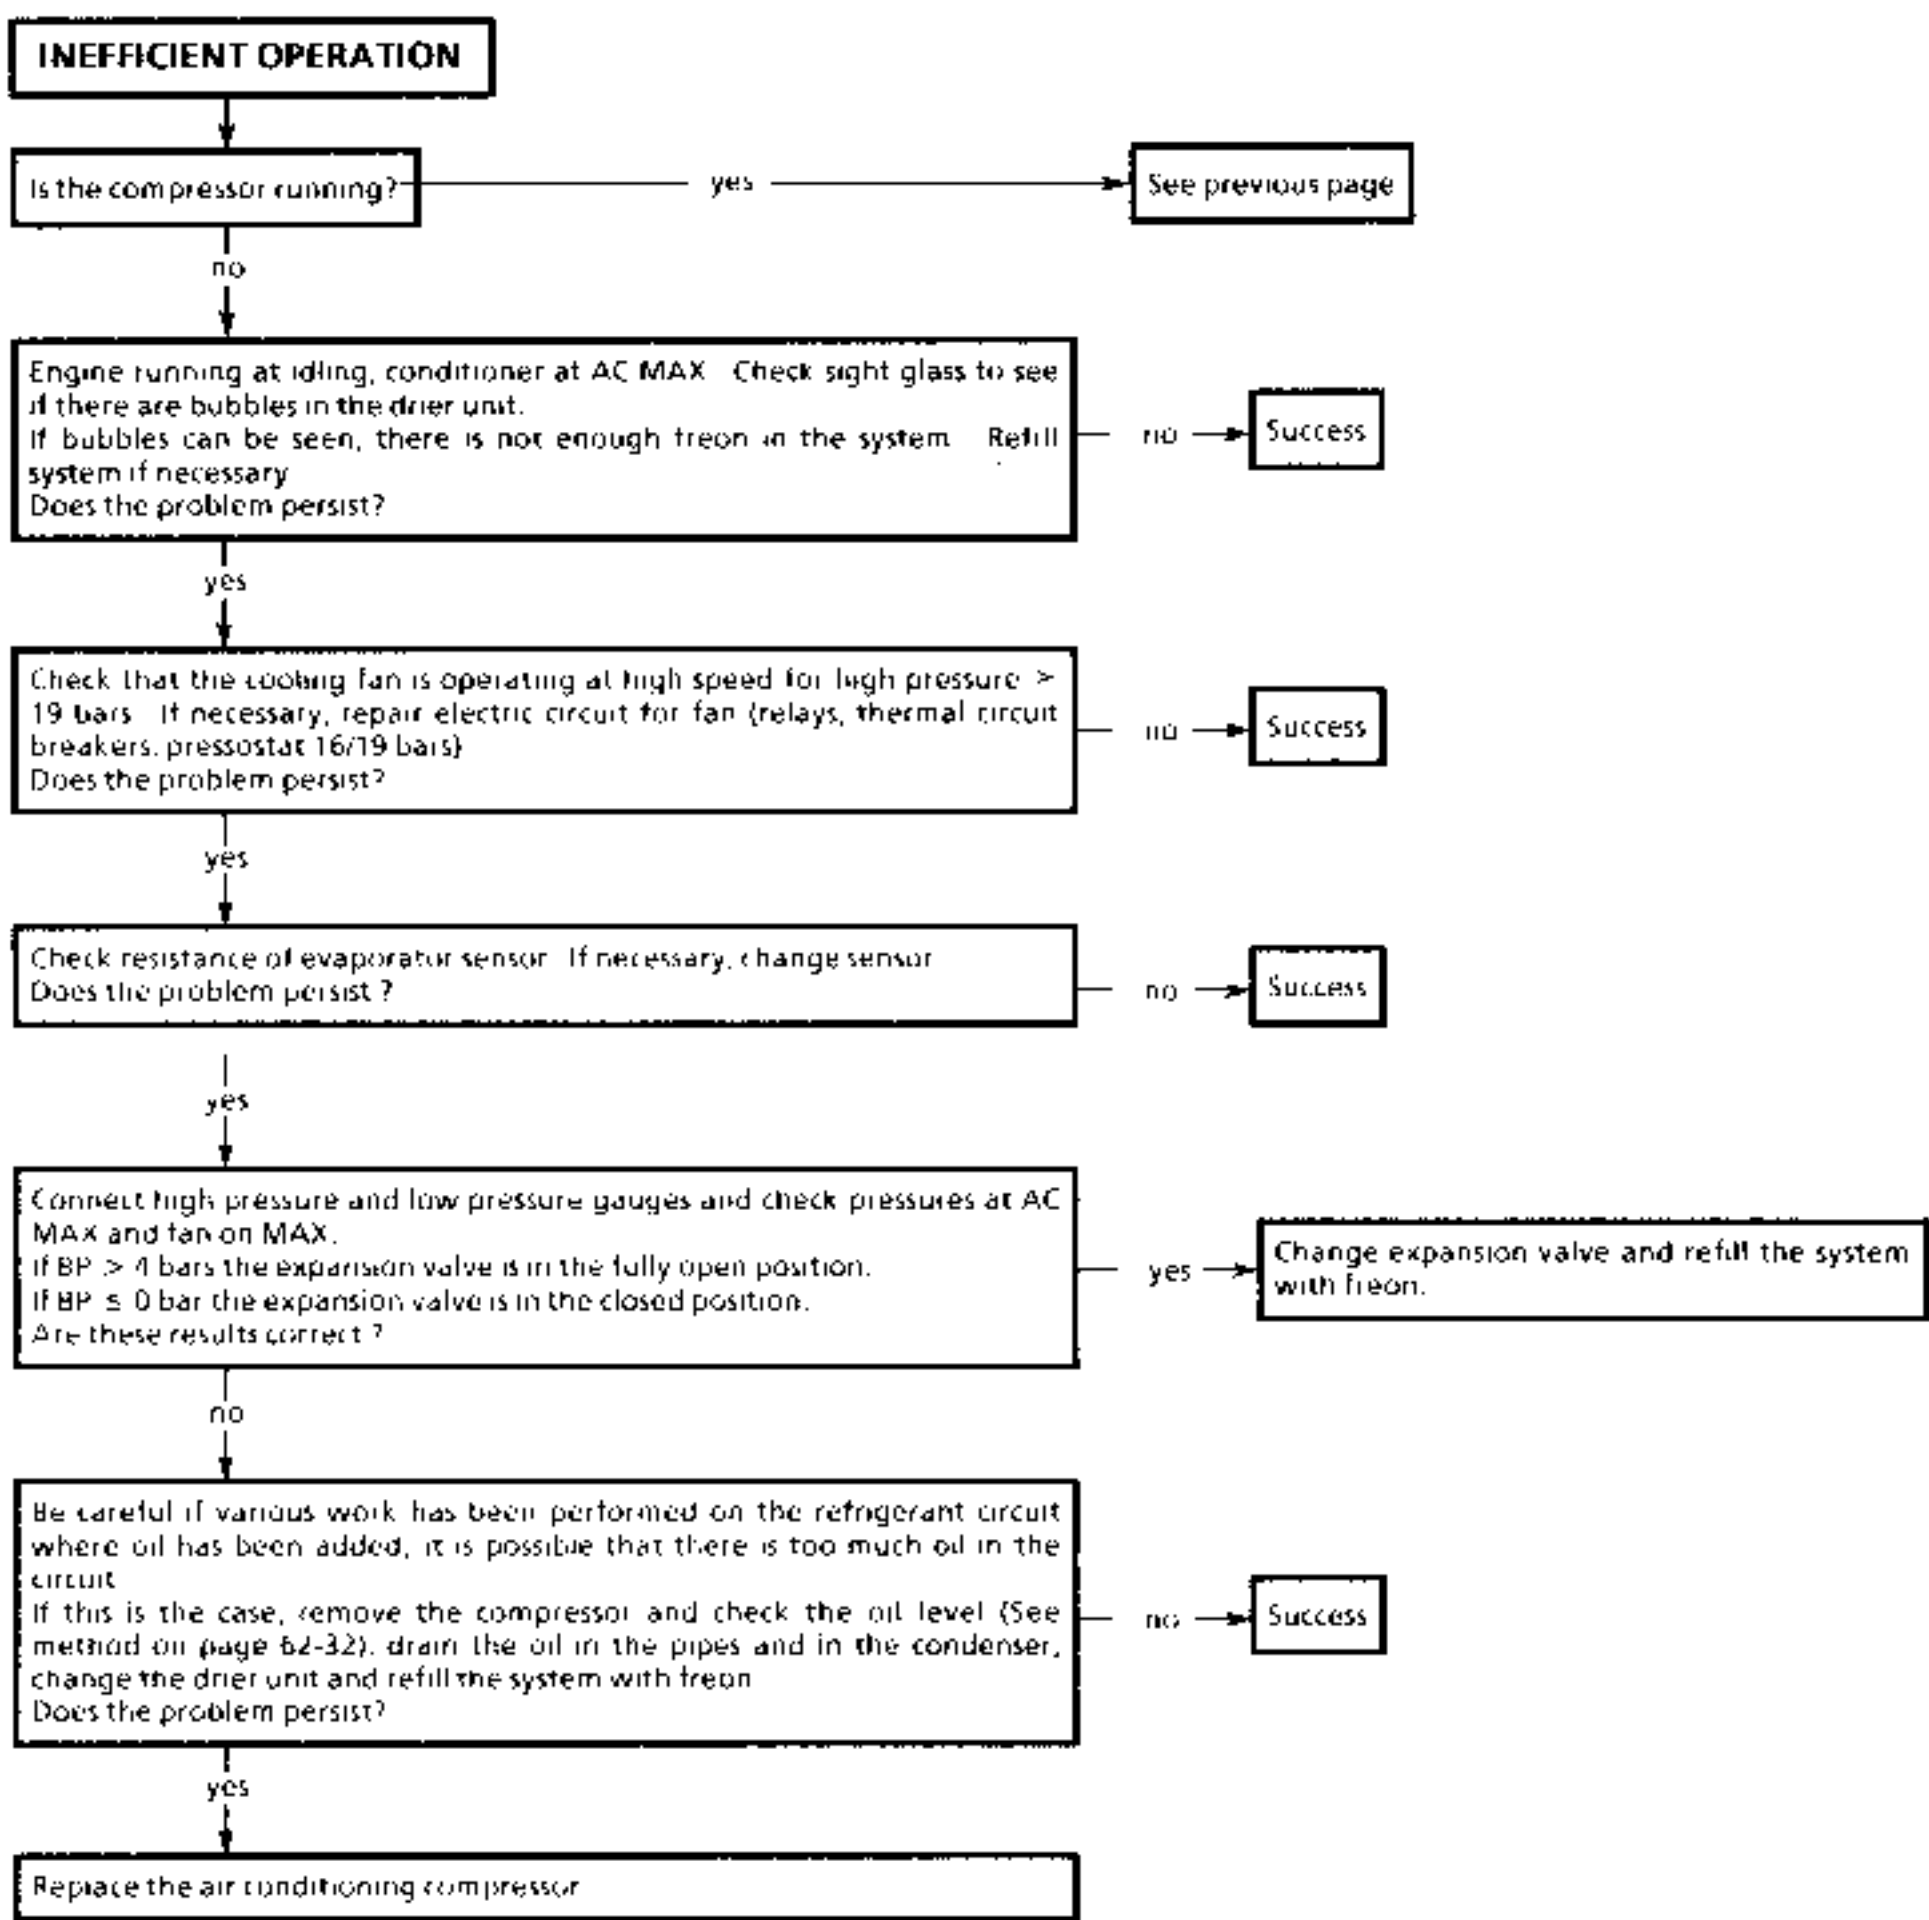 INEFFICIENT OPERATION
Is the compressor running?
yes
See previous page
no
Engine running at idling, conditioner at AC MAX Check sight glass to see
if there are bubbles in the drier unit.
If bubbles can be seen, there is not enough freon in the system Refill
system if necessary
Does the problem persist?
no
Success
yes
Check that the cooling fan is operating at high speed for high pressure >
19 bars If necessary, repair electric circuit for fan (relays, thermal circuit
breakers, pressostat 16/19 bars)
Does the problem persist?
no
Success
yes
Check resistance of evaporator sensor If necessary, change sensor
Does the problem persist ?
no
Success
yes
Connect high pressure and low pressure gauges and check pressures at AC
MAX and fan on MAX.
If BP > 4 bars the expansion valve is in the fully open position.
If BP ≤ 0 bar the expansion valve is in the closed position.
Are these results correct ?
yes
Change expansion valve and refill the system
with freon.
no
Be careful if various work has been performed on the refrigerant circuit
where oil has been added, it is possible that there is too much oil in the
circuit
If this is the case, remove the compressor and check the oil level (See
method on page 62-32), drain the oil in the pipes and in the condenser,
change the drier unit and refill the system with freon
Does the problem persist?
no
Success
yes
Replace the air conditioning compressor